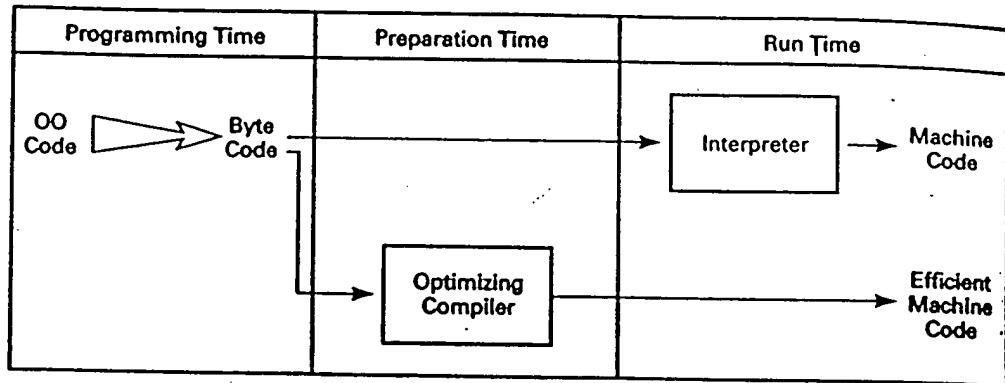 Programming Time
Preparation Time
Run Time
OO
Code
Byte
Code
Interpreter
Machine
Code
Optimizing
Compiler
Efficient
Machine
Code